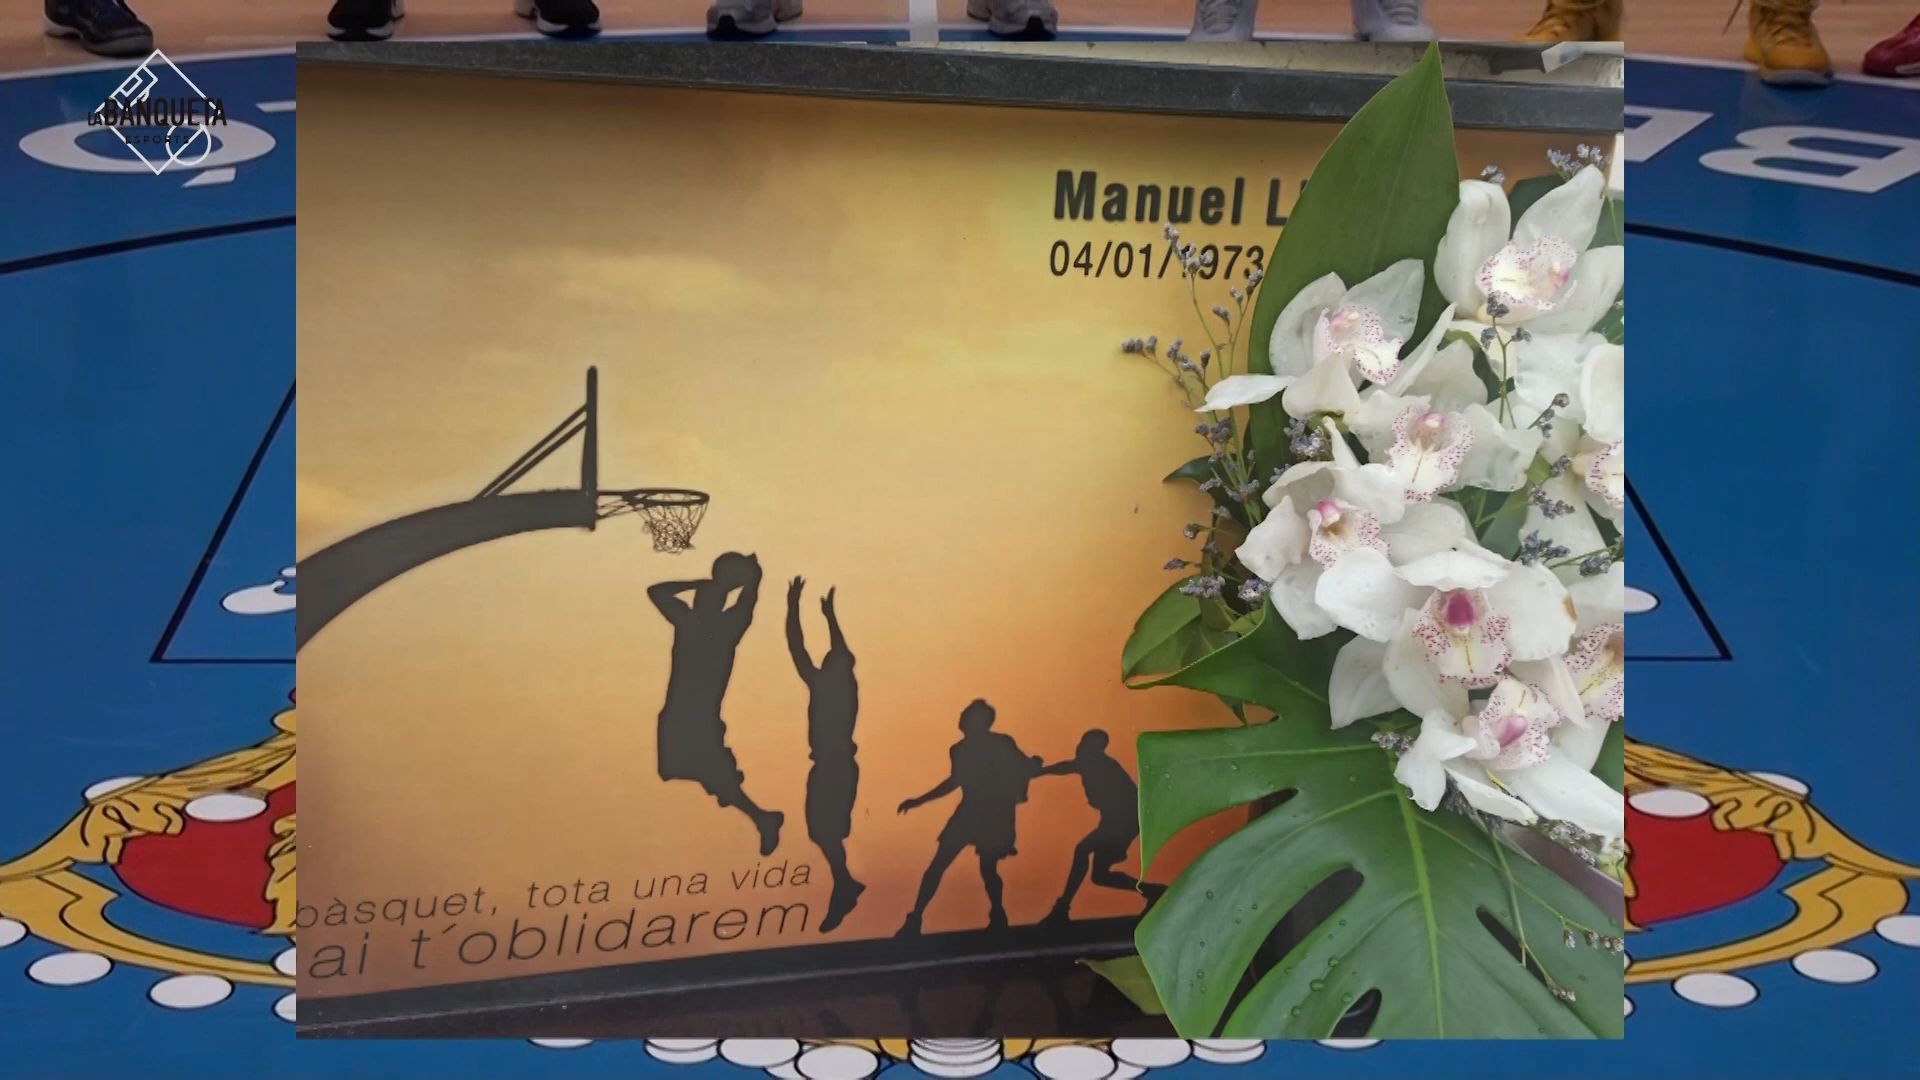 LA BANQUETA
ESPORTS
Manuel
04/01/1973
bàsquet, tota una vida
ai t´oblidarem